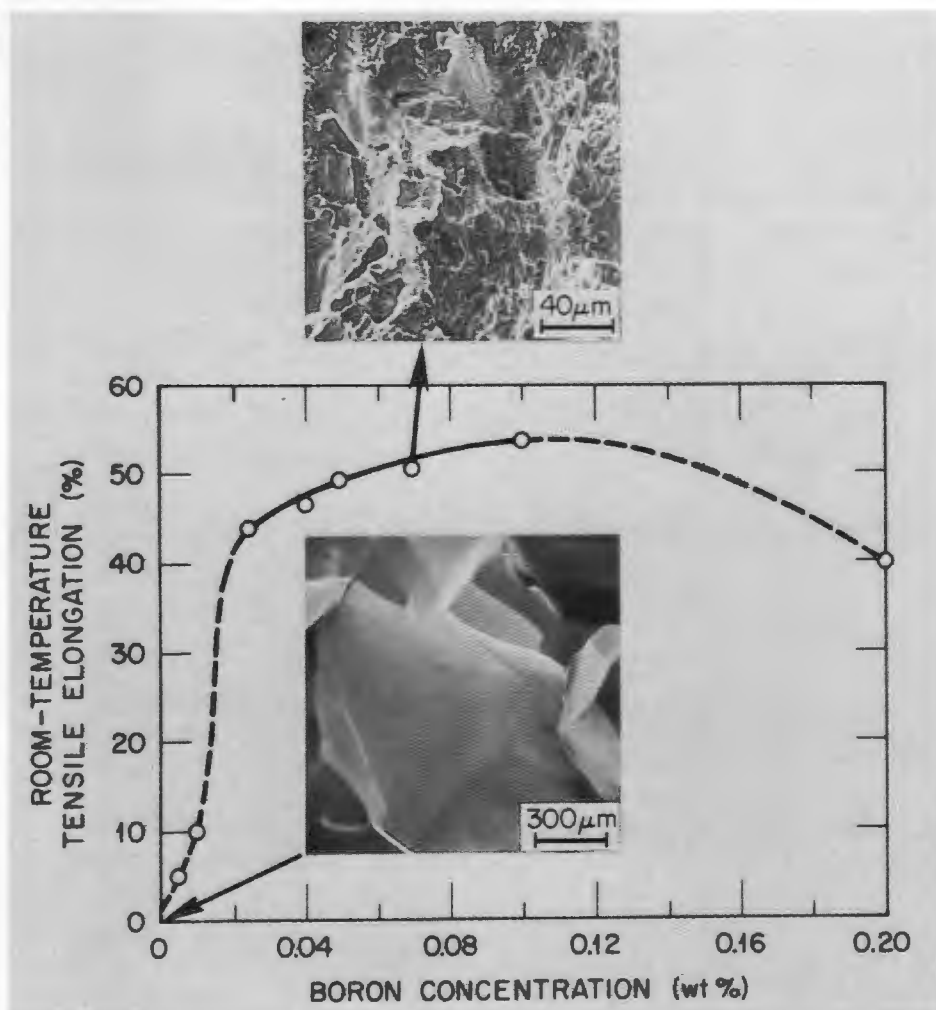 40μm
60
50
40
30
20
10
0
ROOM-TEMPERATURE
TENSILE ELONGATION (%)
300μm
0 0.04 0.08 0.12 0.16 0.20
BORON CONCENTRATION (wt %)